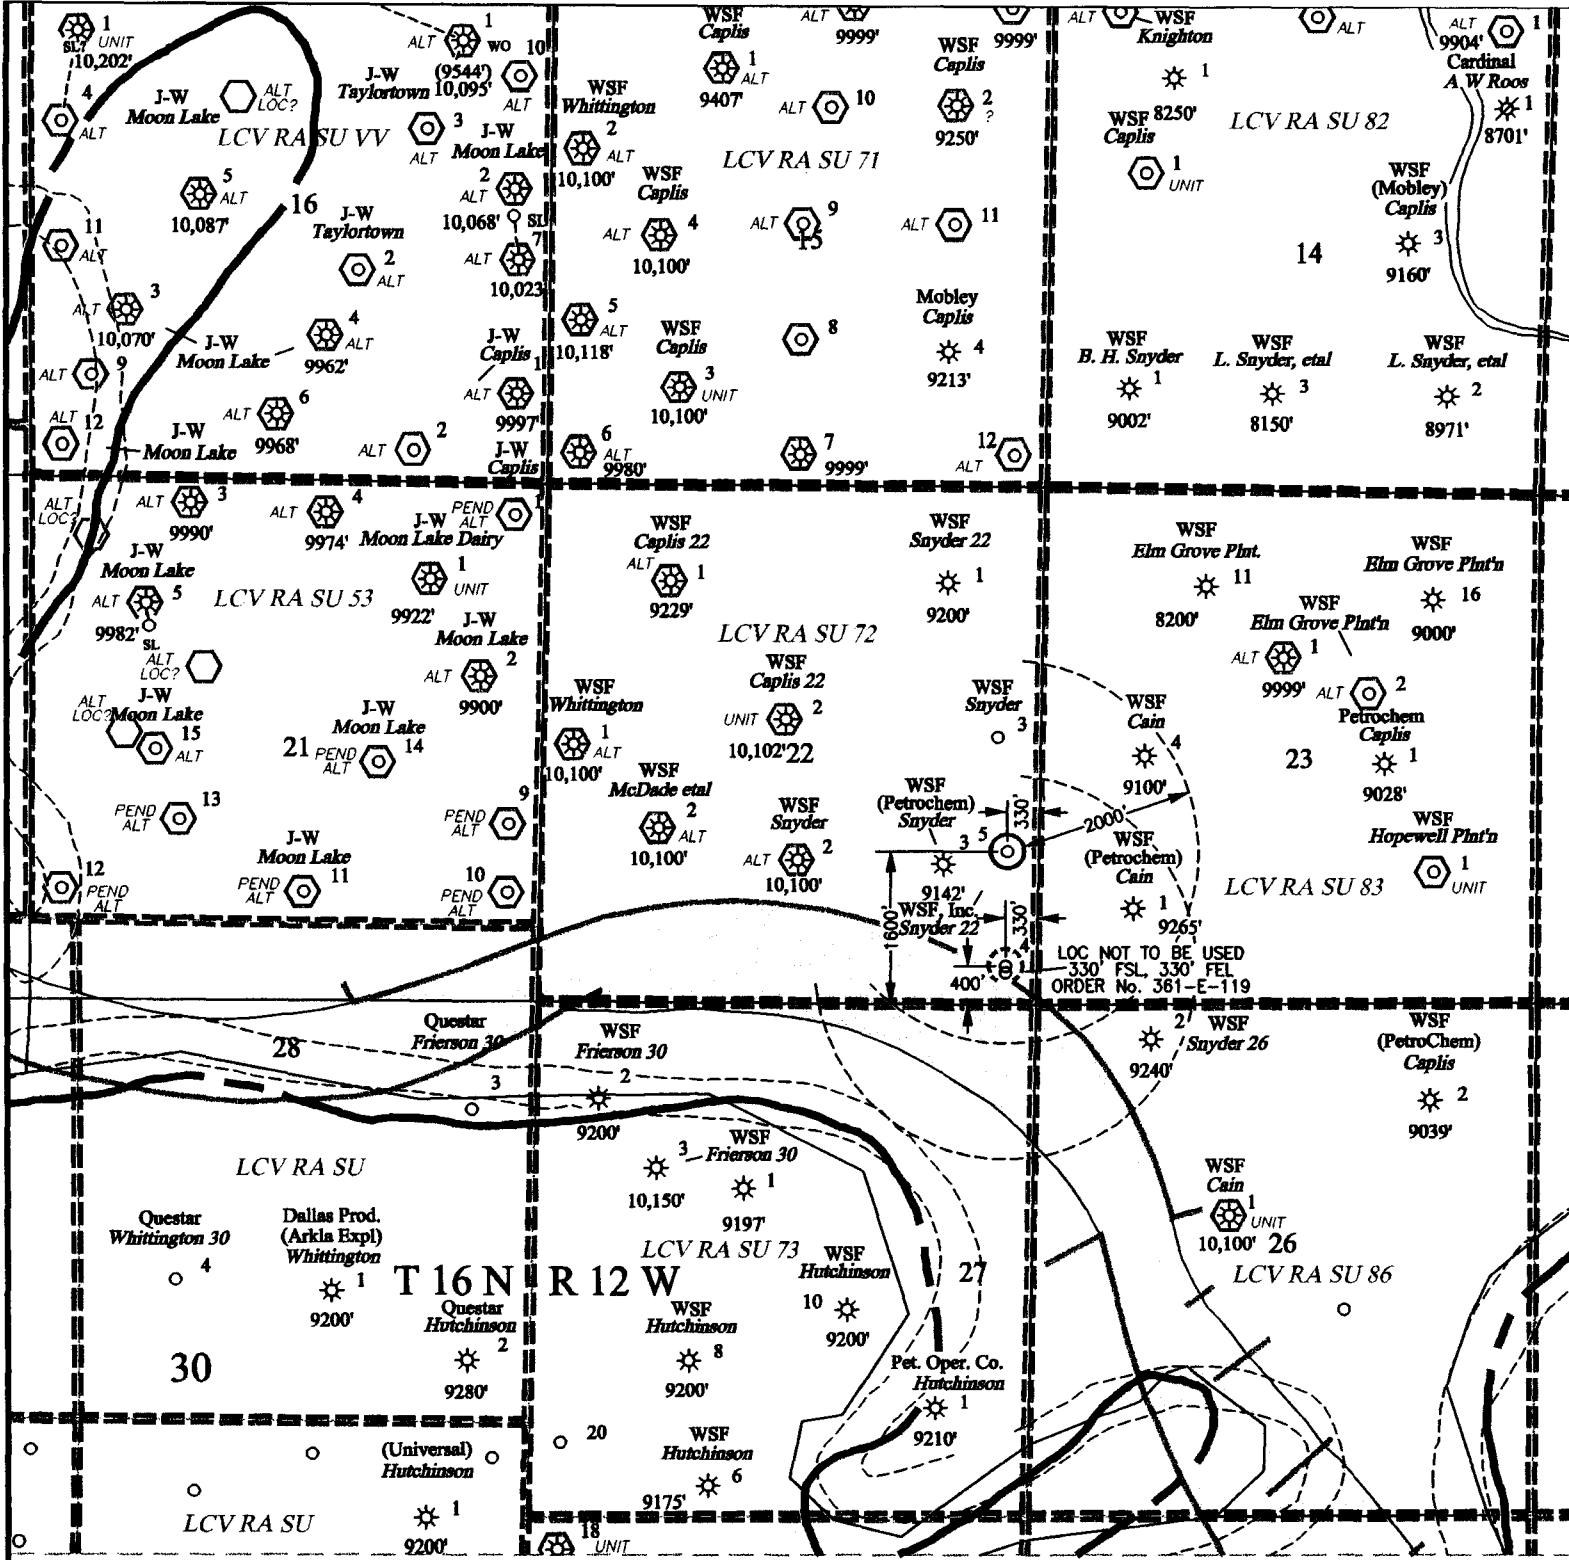 1
UNIT
SL?
10,202'
4
ALT
J-W
Moon Lake
ALT
LOC?
LCV RA SU VV
ALT
1
WO
(9544')
10,095'
J-W
Taylortown
10
ALT
3
ALT
J-W
Moon Lake
2
ALT
10,068'
SL
7
ALT
10,023
5
ALT
10,087'
16
J-W
Taylortown
2
ALT
11
ALT
3
ALT
10,070'
J-W
Moon Lake
4
ALT
9962'
9
ALT
J-W
Caplis
1
ALT
9997'
6
ALT
9968'
ALT
12
J-W
Moon Lake
ALT
2
J-W
Caplis
WSF
Caplis
1
ALT
9407'
ALT
9999'
9999'
WSF
Whittington
2
ALT
10,100'
ALT
10
WSF
Caplis
2
?
9250'
LCV RA SU 71
WSF
Caplis
4
ALT
10,100'
ALT
9
15
ALT
11
5
ALT
10,118'
WSF
Caplis
3
UNIT
10,100'
8
Mobley
Caplis
4
9213'
6
ALT
9980'
7
9999'
12
ALT
ALT
WSF
Knighton
1
8250'
ALT
ALT
9904'
1
Cardinal
A W Roos
1
8701'
WSF
Caplis
1
UNIT
LCV RA SU 82
WSF
(Mobley)
Caplis
3
9160'
14
WSF
B. H. Snyder
1
9002'
WSF
L. Snyder, etal
3
8150'
WSF
L. Snyder, etal
2
8971'
ALT
LOC?
ALT
3
9990'
ALT
4
9974'
J-W
Moon Lake Dairy
PEND
ALT
1
1
UNIT
9922'
J-W
Moon Lake
ALT
5
9982'
SL
LCV RA SU 53
J-W
Moon Lake
ALT
2
9900'
ALT
LOC?
ALT
LOC?
J-W
Moon Lake
15
ALT
21
J-W
Moon Lake
PEND
ALT
14
PEND
ALT
13
9
PEND
ALT
12
PEND
ALT
J-W
Moon Lake
PEND
ALT
11
10
PEND
ALT
WSF
Caplis 22
ALT
1
9229'
WSF
Snyder 22
1
9200'
LCV RA SU 72
WSF
Caplis 22
UNIT
2
10,102'
22
WSF
Whittington
1
ALT
10,100'
WSF
Snyder
3
WSF
McDade etal
2
ALT
10,100'
WSF
Snyder
ALT
2
10,100'
WSF
(Petrochem)
Snyder
3
9142'
5
330'
2000'
1600'
WSF, Inc.
Snyder 22
330'
4
400'
LOC NOT TO BE USED
330' FSL, 330' FEL
ORDER No. 361-E-119
WSF
Elm Grove Plnt.
11
8200'
WSF
Elm Grove Plnt'n
16
9000'
WSF
Elm Grove Plnt'n
ALT
1
9999'
ALT
2
WSF
Cain
4
9100'
23
Petrochem
Caplis
1
9028'
WSF
(Petrochem)
Cain
1
9265'
LCV RA SU 83
WSF
Hopewell Plnt'n
1
UNIT
28
Questar
Frierson 30
3
WSF
Frierson 30
2
9200'
3
10,150'
WSF
Frierson 30
1
9197'
LCV RA SU
LCV RA SU 73
Questar
Whittington 30
4
Dallas Prod.
(Arkla Expl)
Whittington
1
9200'
T 16 N
R 12 W
Questar
Hutchinson
2
9280'
30
WSF
Hutchinson
8
9200'
WSF
Hutchinson
10
9200'
27
Pet. Oper. Co.
Hutchinson
1
9210'
(Universal)
Hutchinson
1
9200'
LCV RA SU
20
WSF
Hutchinson
6
9175'
18
UNIT
2
WSF
Snyder 26
9240'
WSF
(PetroChem)
Caplis
2
9039'
WSF
Cain
1
UNIT
10,100'
26
LCV RA SU 86